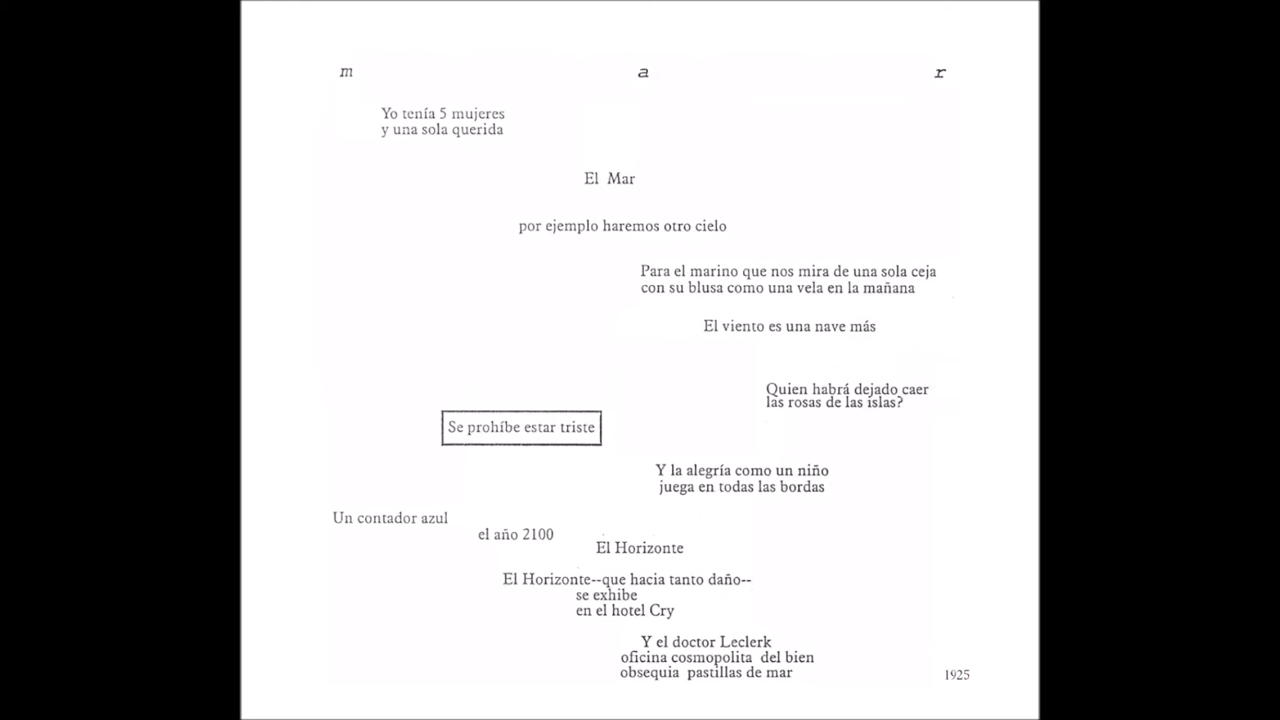 m a r
Yo tenía 5 mujeres
y una sola querida
El Mar
por ejemplo haremos otro cielo
Para el marino que nos mira de una sola ceja
con su blusa como una vela en la mañana
El viento es una nave más
Quien habrá dejado caer
las rosas de las islas?
Se prohíbe estar triste
Y la alegría como un niño
juega en todas las bordas
Un contador azul
el año 2100
El Horizonte
El Horizonte--que hacia tanto daño--
se exhibe
en el hotel Cry
Y el doctor Leclerk
oficina cosmopolita del bien
obsequia pastillas de mar
1925